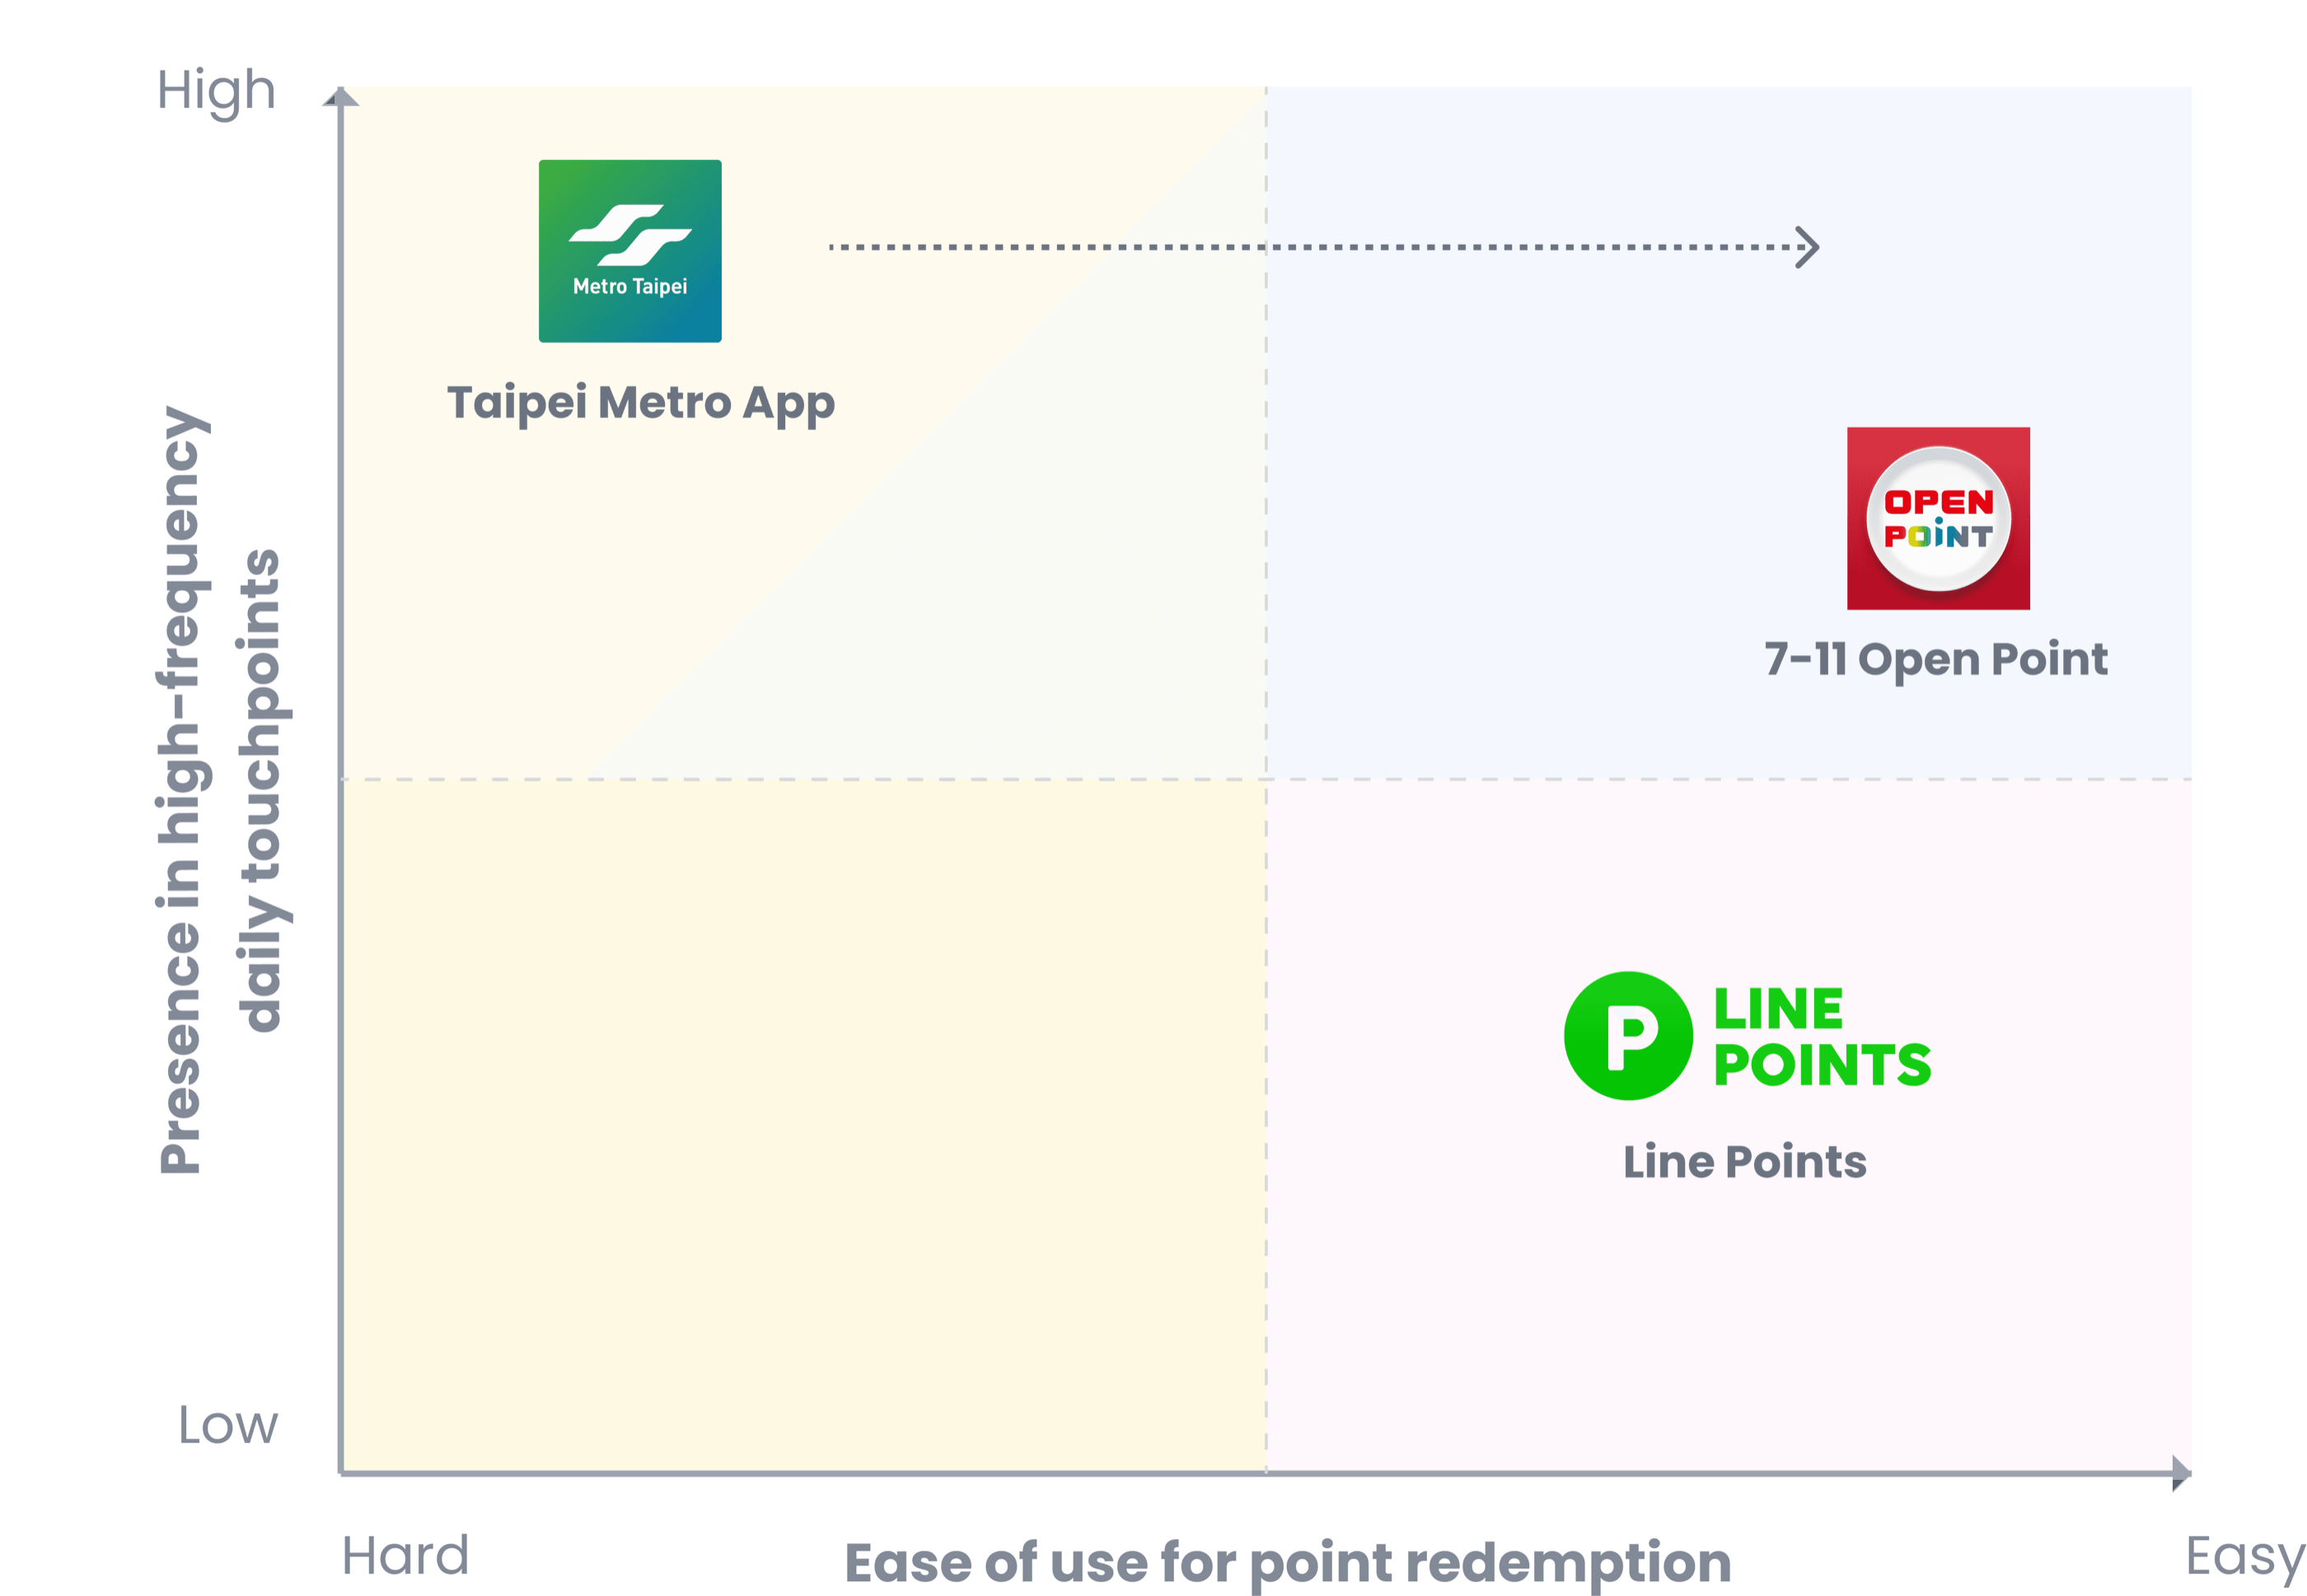 High
Metro Taipei
Taipei Metro App
OPEN
POINT
7-11 Open Point
Presence in high-frequency
daily touchpoints
P
LINE
POINTS
Line Points
Low
Hard
Ease of use for point redemption
Easy